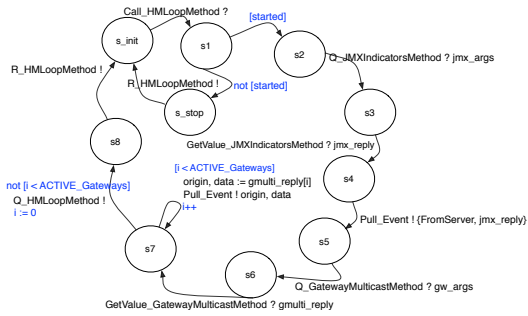 Call_HMLoopMethod ?
[started]
s_init
s1
s2
Q_JMXIndicatorsMethod ? jmx_args
R_HMLoopMethod !
R_HMLoopMethod !
not [started]
s_stop
s3
GetValue_JMXIndicatorsMethod ? jmx_reply
s8
s4
[i < ACTIVE_Gateways]
origin, data := gmulti_reply[i]
Pull_Event ! origin, data
i++
not [i < ACTIVE_Gateways]
Q_HMLoopMethod !
i := 0
Pull_Event ! {FromServer, jmx_reply}
s7
s5
s6
Q_GatewayMulticastMethod ? gw_args
GetValue_GatewayMulticastMethod ? gmulti_reply